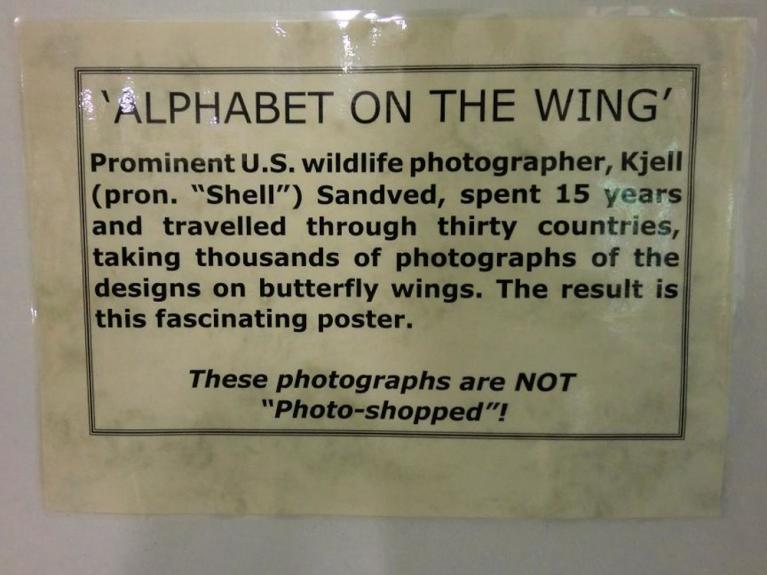 ‘ALPHABET ON THE WING’
Prominent U.S. wildlife photographer, Kjell
(pron. “Shell”) Sandved, spent 15 years
and travelled through thirty countries,
taking thousands of photographs of the
designs on butterfly wings. The result is
this fascinating poster.
These photographs are NOT
“Photo-shopped”!